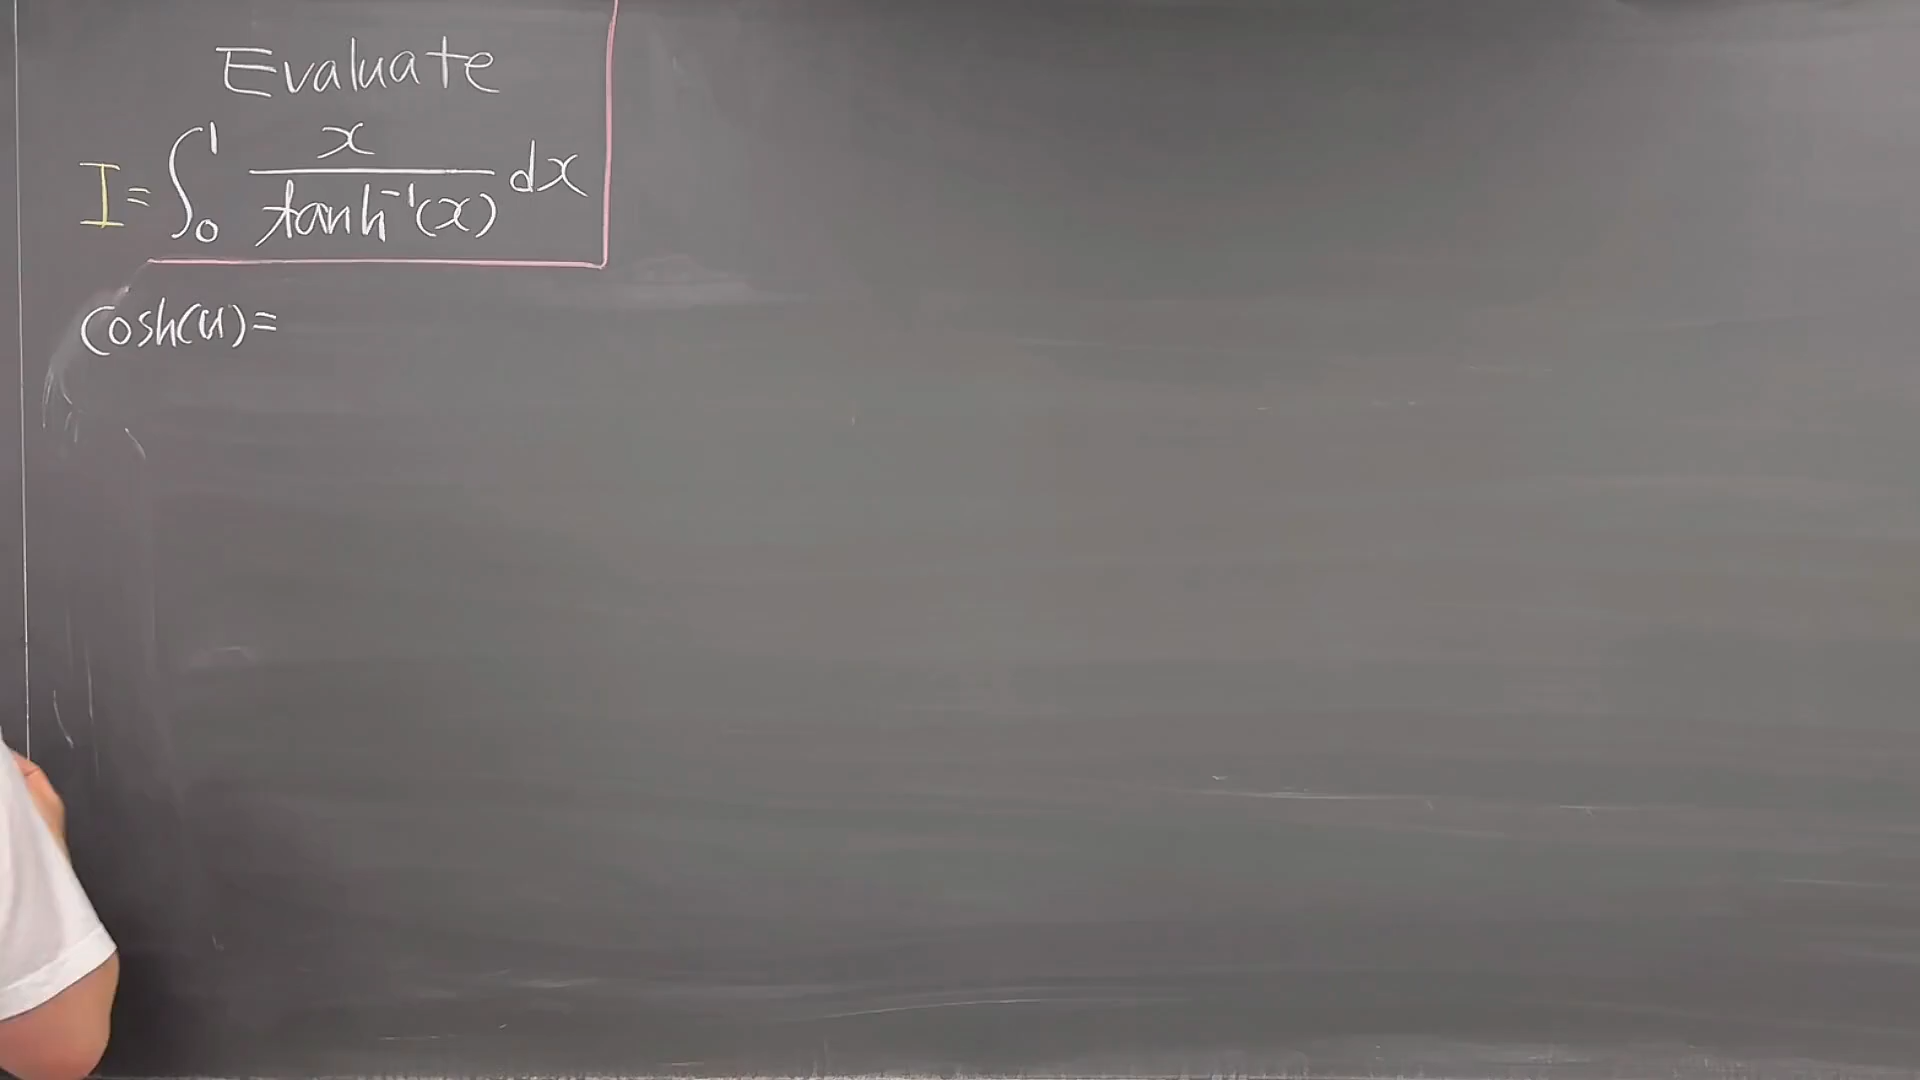 Evaluate
I = ∫₀¹ x / tanh⁻¹(x) dx
cosh(u) =